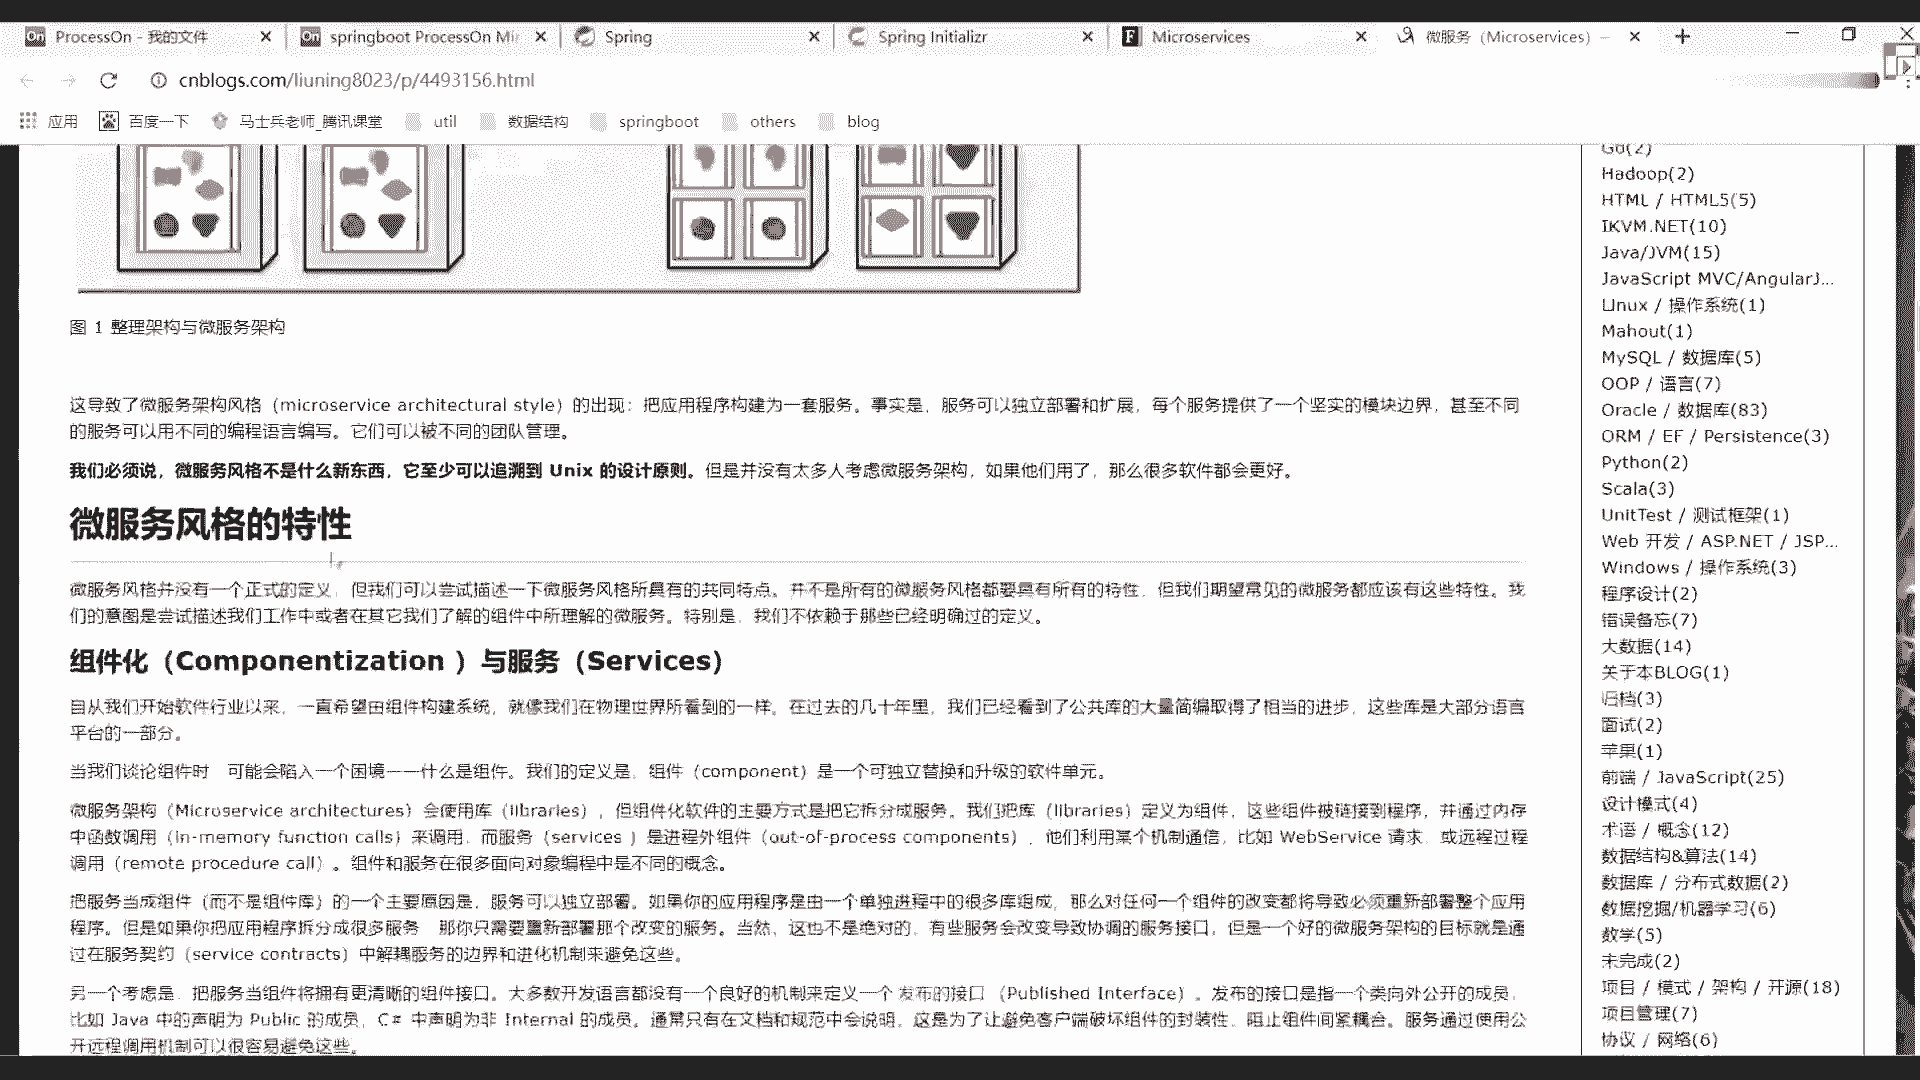 ProcessOn - 我的文件
springboot ProcessOn Mi
Spring
Spring Initializr
Microservices
微服务（Microservices）－
cnblogs.com/liuning8023/p/4493156.html
应用
百度一下
马士兵老师_腾讯课堂
util
数据结构
springboot
others
blog
图 1 整理架构与微服务架构
这导致了微服务架构风格（microservice architectural style）的出现：把应用程序构建为一套服务。事实是，服务可以独立部署和扩展，每个服务提供了一个坚实的模块边界，甚至不同
的服务可以用不同的编程语言编写。它们可以被不同的团队管理。
我们必须说，微服务风格不是什么新东西，它至少可以追溯到 Unix 的设计原则。但是并没有太多人考虑微服务架构，如果他们用了，那么很多软件都会更好。
微服务风格的特性
微服务风格并没有一个正式的定义，但我们可以尝试描述一下微服务风格所具有的共同特点。并不是所有的微服务风格都要具有所有的特性，但我们期望常见的微服务都应该有这些特性。我
们的意图是尝试描述我们工作中或者在其它我们了解的组件中所理解的微服务。特别是，我们不依赖于那些已经明确过的定义。
组件化（Componentization ）与服务（Services）
自从我们开始软件行业以来，一直希望由组件构建系统，就像我们在物理世界所看到的一样。在过去的几十年里，我们已经看到了公共库的大量简编取得了相当的进步，这些库是大部分语言
平台的一部分。
当我们谈论组件时，可能会陷入一个困境——什么是组件。我们的定义是，组件（component）是一个可独立替换和升级的软件单元。
微服务架构（Microservice architectures）会使用库（libraries），但组件化软件的主要方式是把它拆分成服务。我们把库（libraries）定义为组件，这些组件被链接到程序，并通过内存
中函数调用（in-memory function calls）来调用，而服务（services ）是进程外组件（out-of-process components），他们利用某个机制通信，比如 WebService 请求，或远程过程
调用（remote procedure call）。组件和服务在很多面向对象编程中是不同的概念。
把服务当成组件（而不是组件库）的一个主要原因是，服务可以独立部署。如果你的应用程序是由一个单独进程中的很多库组成，那么对任何一个组件的改变都将导致必须重新部署整个应用
程序。但是如果你把应用程序拆分成很多服务，那你只需要重新部署那个改变的服务。当然，这也不是绝对的，有些服务会改变导致协调的服务接口，但是一个好的微服务架构的目标就是通
过在服务契约（service contracts）中解耦服务的边界和进化机制来避免这些。
另一个考虑是，把服务当组件将拥有更清晰的组件接口。大多数开发语言都没有一个良好的机制来定义一个 发布的接口 （Published Interface）。发布的接口是指一个类向外公开的成员，
比如 Java 中的声明为 Public 的成员，C# 中声明为非 Internal 的成员。通常只有在文档和规范中会说明，这是为了让避免客户端破坏组件的封装性，阻止组件间紧耦合。服务通过使用公
开远程调用机制可以很容易避免这些。
Go(2)
Hadoop(2)
HTML / HTML5(5)
IKVM.NET(10)
Java/JVM(15)
JavaScript MVC/AngularJ...
Linux / 操作系统(1)
Mahout(1)
MySQL / 数据库(5)
OOP / 语言(7)
Oracle / 数据库(83)
ORM / EF / Persistence(3)
Python(2)
Scala(3)
UnitTest / 测试框架(1)
Web 开发 / ASP.NET / JSP...
Windows / 操作系统(3)
程序设计(2)
错误备忘(7)
大数据(14)
关于本BLOG(1)
归档(3)
面试(2)
苹果(1)
前端 / JavaScript(25)
设计模式(4)
术语 / 概念(12)
数据结构&算法(14)
数据库 / 分布式数据(2)
数据挖掘/机器学习(6)
数学(5)
未完成(2)
项目 / 模式 / 架构 / 开源(18)
项目管理(7)
协议 / 网络(6)